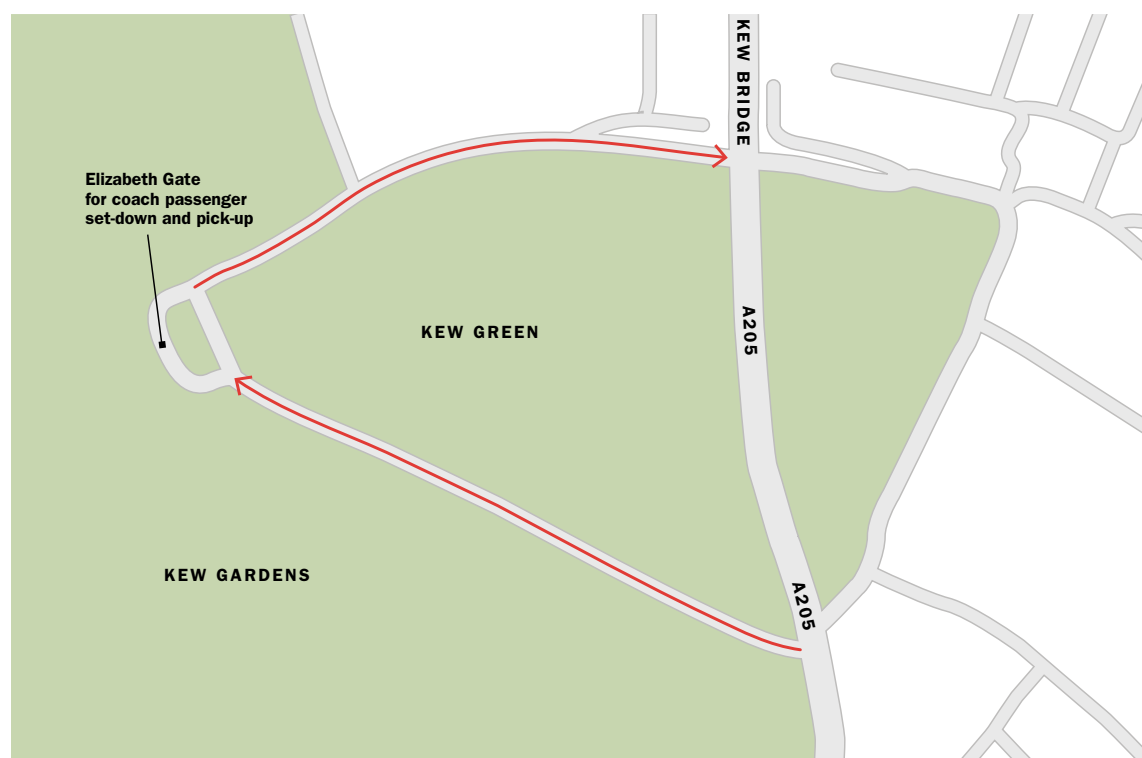 KEW BRIDGE
Elizabeth Gate
for coach passenger
set-down and pick-up
KEW GREEN
A205
KEW GARDENS
A205